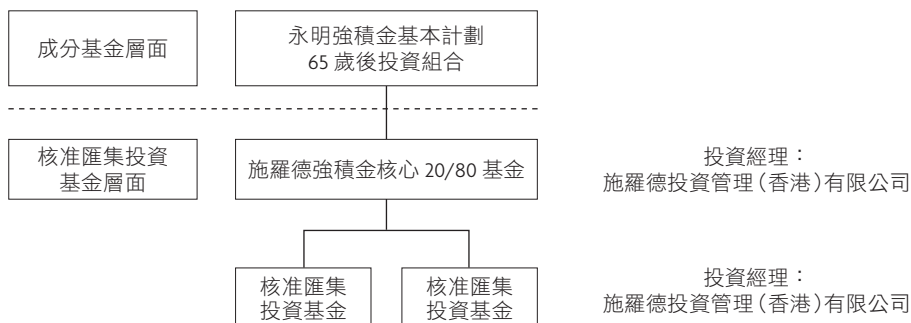 成分基金層面
永明強積金基本計劃
65 歲後投資組合
核准匯集投資
基金層面
施羅德強積金核心 20/80 基金
投資經理：
施羅德投資管理（香港）有限公司
核准匯集
投資基金
核准匯集
投資基金
投資經理：
施羅德投資管理（香港）有限公司